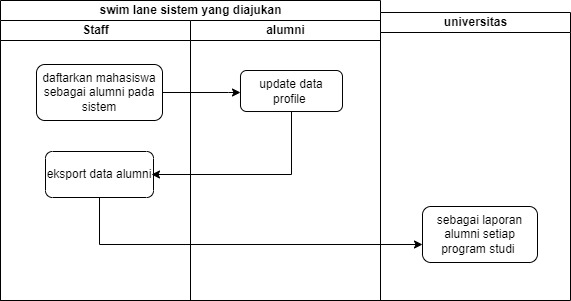 swim lane sistem yang diajukan
universitas
Staff
alumni
daftarkan mahasiswa
sebagai alumni pada
sistem
update data
profile
eksport data alumni
sebagai laporan
alumni setiap
program studi